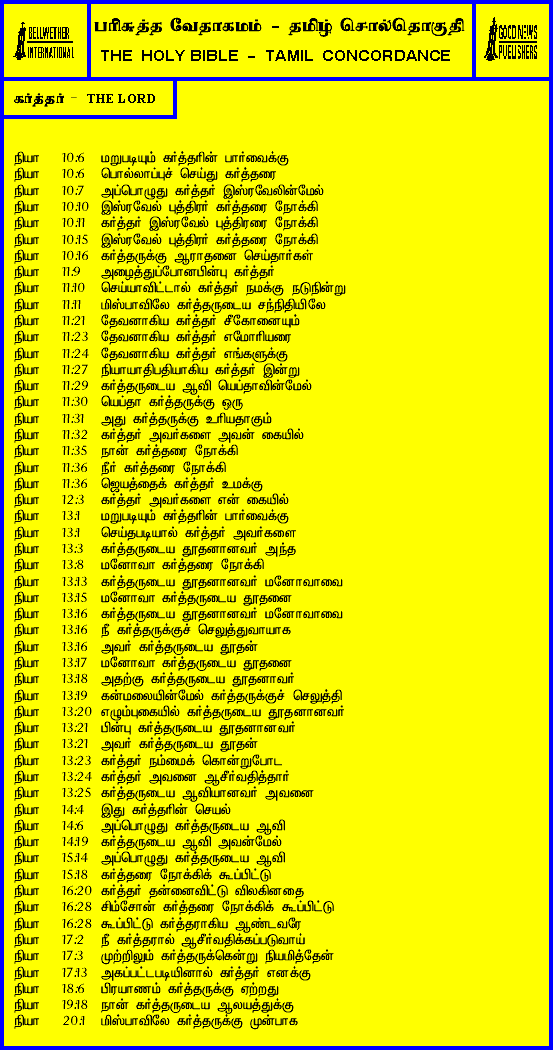 BELLWETHER
INTERNATIONAL
பரிசுத்த வேதாகமம் - தமிழ் சொல்தொகுதி
THE HOLY BIBLE - TAMIL CONCORDANCE
GOOD NEWS
PUBLISHERS
கர்த்தர் - THE LORD
நியா 10:6 மறுபடியும் கர்த்தரின் பார்வைக்கு
நியா 10:6 பொல்லாப்புச் செய்து கர்த்தரை
நியா 10:7 அப்பொழுது கர்த்தர் இஸ்ரவேலின்மேல்
நியா 10:10 இஸ்ரவேல் புத்திரர் கர்த்தரை நோக்கி
நியா 10:11 கர்த்தர் இஸ்ரவேல் புத்திரரை நோக்கி
நியா 10:15 இஸ்ரவேல் புத்திரர் கர்த்தரை நோக்கி
நியா 10:16 கர்த்தருக்கு ஆராதனை செய்தார்கள்
நியா 11:9 அழைத்துப்போனபின்பு கர்த்தர்
நியா 11:10 செய்யாவிட்டால் கர்த்தர் நமக்கு நடுநின்று
நியா 11:11 மிஸ்பாவிலே கர்த்தருடைய சந்நிதியிலே
நியா 11:21 தேவனாகிய கர்த்தர் சீகோனையும்
நியா 11:23 தேவனாகிய கர்த்தர் எமோரியரை
நியா 11:24 தேவனாகிய கர்த்தர் எங்களுக்கு
நியா 11:27 நியாயாதிபதியாகிய கர்த்தர் இன்று
நியா 11:29 கர்த்தருடைய ஆவி யெப்தாவின்மேல்
நியா 11:30 யெப்தா கர்த்தருக்கு ஒரு
நியா 11:31 அது கர்த்தருக்கு உரியதாகும்
நியா 11:32 கர்த்தர் அவர்களை அவன் கையில்
நியா 11:35 நான் கர்த்தரை நோக்கி
நியா 11:36 நீர் கர்த்தரை நோக்கி
நியா 11:36 ஜெயத்தைக் கர்த்தர் உமக்கு
நியா 12:3 கர்த்தர் அவர்களை என் கையில்
நியா 13:1 மறுபடியும் கர்த்தரின் பார்வைக்கு
நியா 13:1 செய்தபடியால் கர்த்தர் அவர்களை
நியா 13:3 கர்த்தருடைய தூதனானவர் அந்த
நியா 13:8 மனோவா கர்த்தரை நோக்கி
நியா 13:13 கர்த்தருடைய தூதனானவர் மனோவாவை
நியா 13:15 மனோவா கர்த்தருடைய தூதனை
நியா 13:16 கர்த்தருடைய தூதனானவர் மனோவாவை
நியா 13:16 நீ கர்த்தருக்குச் செலுத்துவாயாக
நியா 13:16 அவர் கர்த்தருடைய தூதன்
நியா 13:17 மனோவா கர்த்தருடைய தூதனை
நியா 13:18 அதற்கு கர்த்தருடைய தூதனாவர்
நியா 13:19 கன்மலையின்மேல் கர்த்தருக்குச் செலுத்தி
நியா 13:20 எழும்புகையில் கர்த்தருடைய தூதனானவர்
நியா 13:21 பின்பு கர்த்தருடைய தூதனானவர்
நியா 13:21 அவர் கர்த்தருடைய தூதன்
நியா 13:23 கர்த்தர் நம்மைக் கொன்றுபோட
நியா 13:24 கர்த்தர் அவனை ஆசீர்வதித்தார்
நியா 13:25 கர்த்தருடைய ஆவியானவர் அவனை
நியா 14:4 இது கர்த்தரின் செயல்
நியா 14:6 அப்பொழுது கர்த்தருடைய ஆவி
நியா 14:19 கர்த்தருடைய ஆவி அவன்மேல்
நியா 15:14 அப்பொழுது கர்த்தருடைய ஆவி
நியா 15:18 கர்த்தரை நோக்கிக் கூப்பிட்டு
நியா 16:20 கர்த்தர் தன்னைவிட்டு விலகினதை
நியா 16:28 சிம்சோன் கர்த்தரை நோக்கிக் கூப்பிட்டு
நியா 16:28 கூப்பிட்டு கர்த்தராகிய ஆண்டவரே
நியா 17:2 நீ கர்த்தரால் ஆசீர்வதிக்கப்படுவாய்
நியா 17:3 முற்றிலும் கர்த்தருக்கென்று நியமித்தேன்
நியா 17:13 அகப்பட்டபடியினால் கர்த்தர் எனக்கு
நியா 18:6 பிரயாணம் கர்த்தருக்கு ஏற்றது
நியா 19:18 நான் கர்த்தருடைய ஆலயத்துக்கு
நியா 20:1 மிஸ்பாவிலே கர்த்தருக்கு முன்பாக